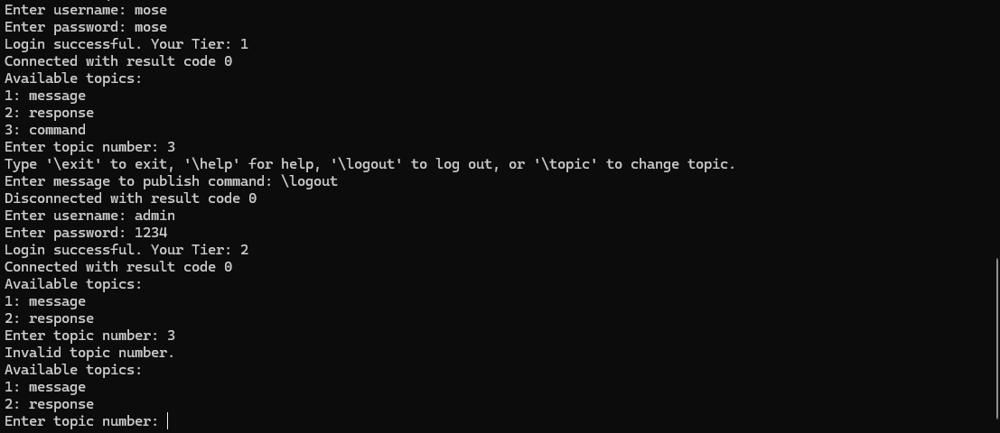 Enter username: mose
Enter password: mose
Login successful. Your Tier: 1
Connected with result code 0
Available topics:
1: message
2: response
3: command
Enter topic number: 3
Type '\exit' to exit, '\help' for help, '\logout' to log out, or '\topic' to change topic.
Enter message to publish command: \logout
Disconnected with result code 0
Enter username: admin
Enter password: 1234
Login successful. Your Tier: 2
Connected with result code 0
Available topics:
1: message
2: response
Enter topic number: 3
Invalid topic number.
Available topics:
1: message
2: response
Enter topic number: